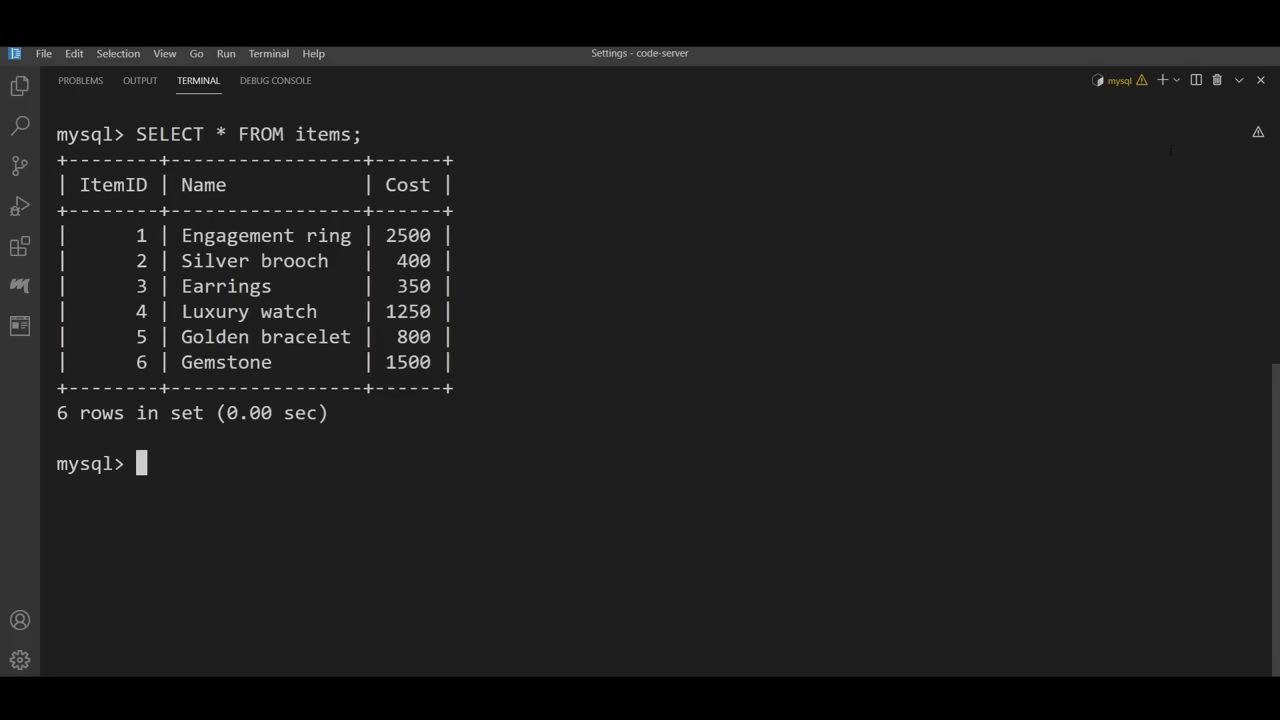 File Edit Selection View Go Run Terminal Help Settings - code-server
PROBLEMS OUTPUT TERMINAL DEBUG CONSOLE mysql
mysql> SELECT * FROM items;
+--------+-----------------+------+
| ItemID | Name            | Cost |
+--------+-----------------+------+
|      1 | Engagement ring | 2500 |
|      2 | Silver brooch   |  400 |
|      3 | Earrings        |  350 |
|      4 | Luxury watch    | 1250 |
|      5 | Golden bracelet |  800 |
|      6 | Gemstone        | 1500 |
+--------+-----------------+------+
6 rows in set (0.00 sec)
mysql>